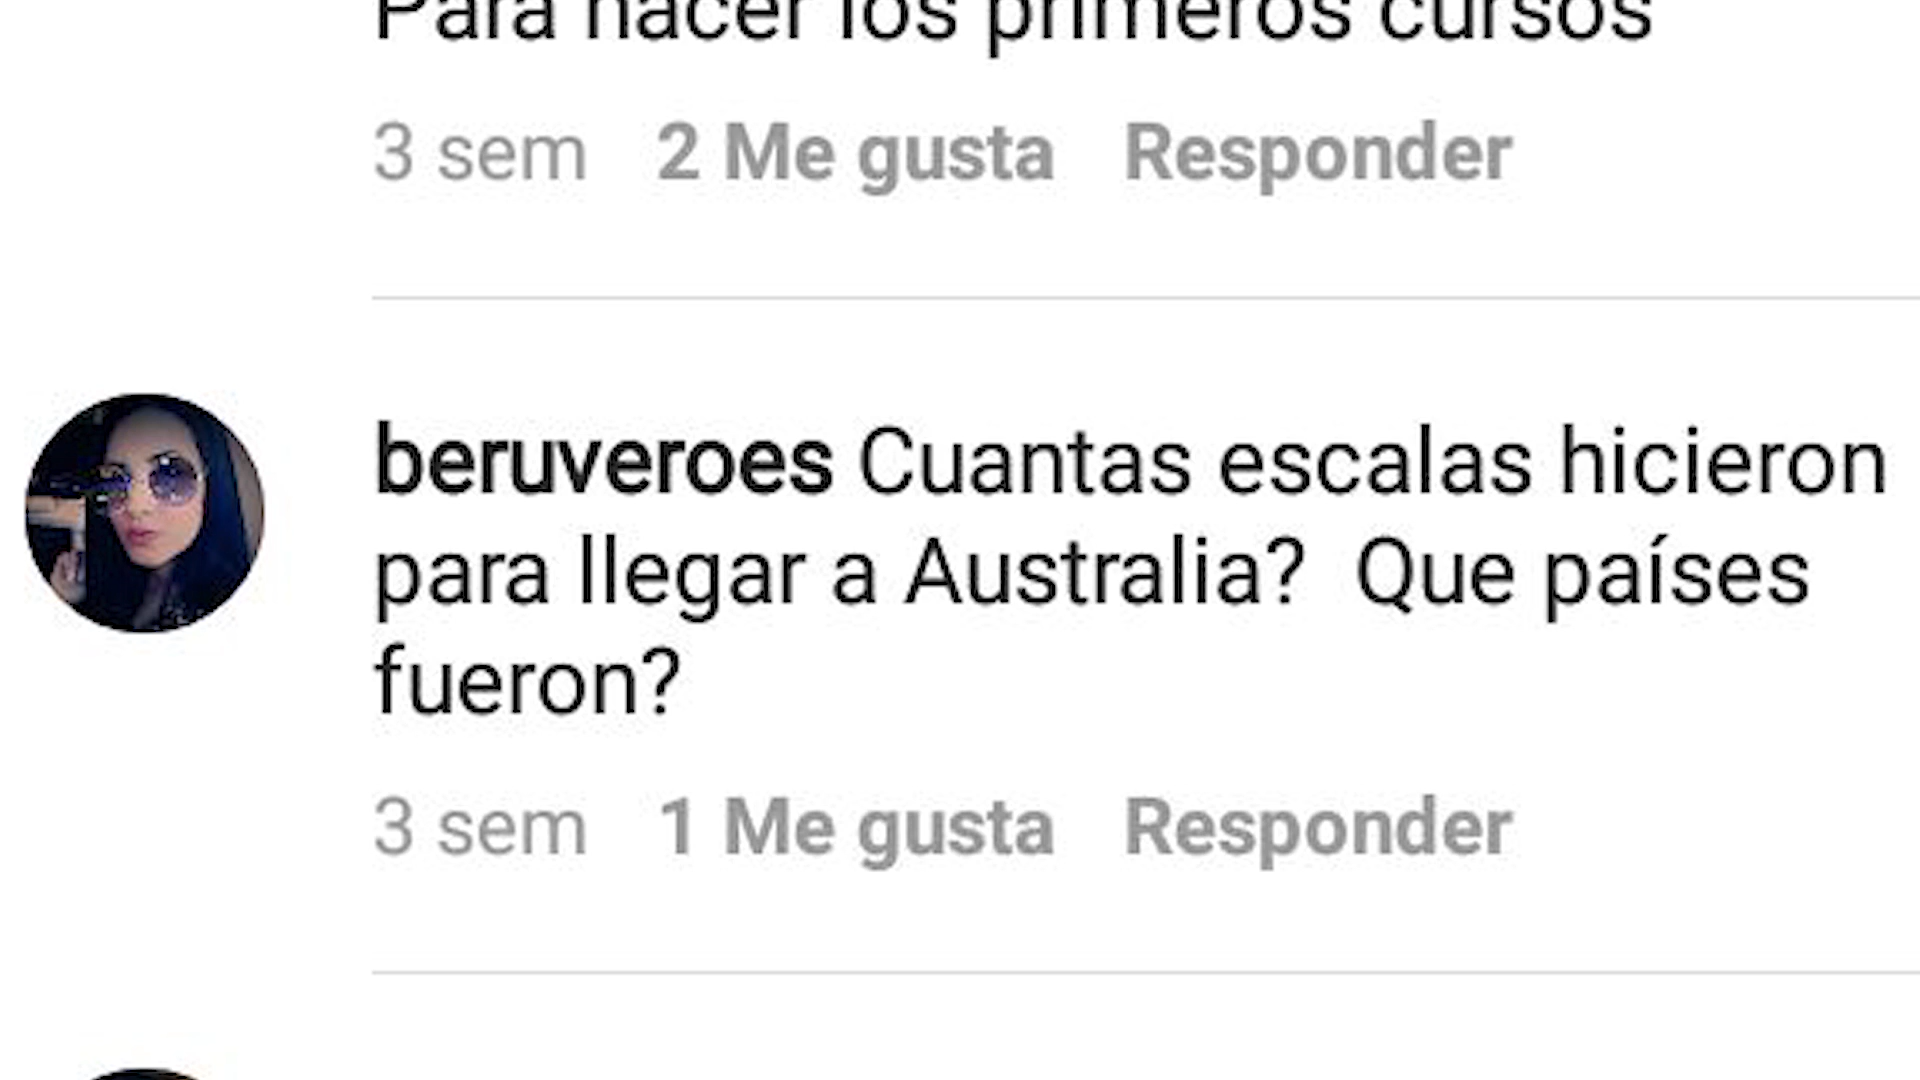 Para hacer los primeros cursos
3 sem 2 Me gusta Responder
beruveroes Cuantas escalas hicieron
para llegar a Australia?  Que países
fueron?
3 sem 1 Me gusta Responder